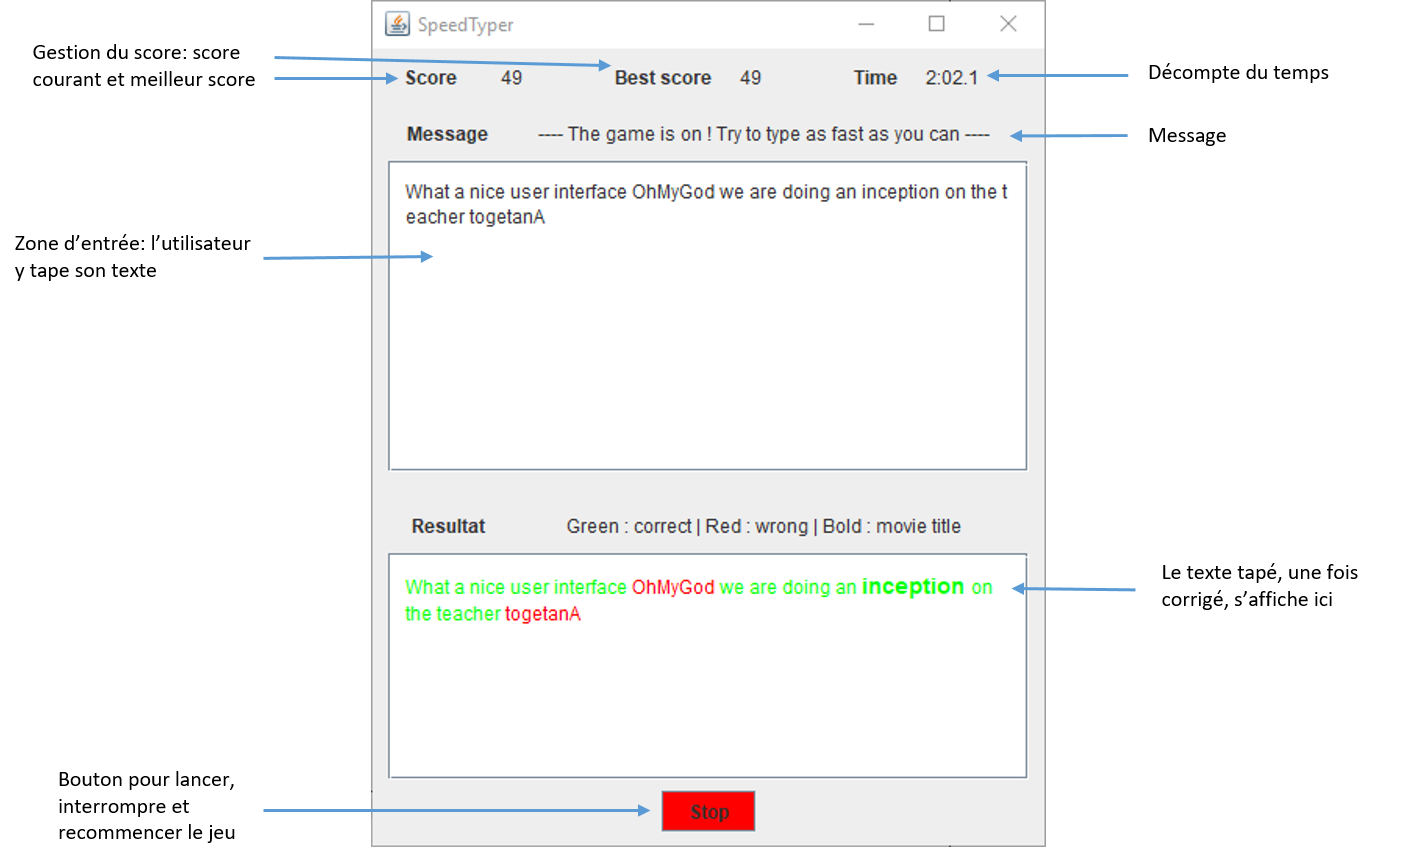 SpeedTyper
Gestion du score: score
courant et meilleur score
Score 49 Best score 49 Time 2:02.1
Décompte du temps
Message ---- The game is on ! Try to type as fast as you can ----
Message
What a nice user interface OhMyGod we are doing an inception on the t
eacher togetanA
Zone d’entrée: l’utilisateur
y tape son texte
Resultat Green : correct | Red : wrong | Bold : movie title
What a nice user interface OhMyGod we are doing an inception on
the teacher togetanA
Le texte tapé, une fois
corrigé, s’affiche ici
Bouton pour lancer,
interrompre et
recommencer le jeu
Stop